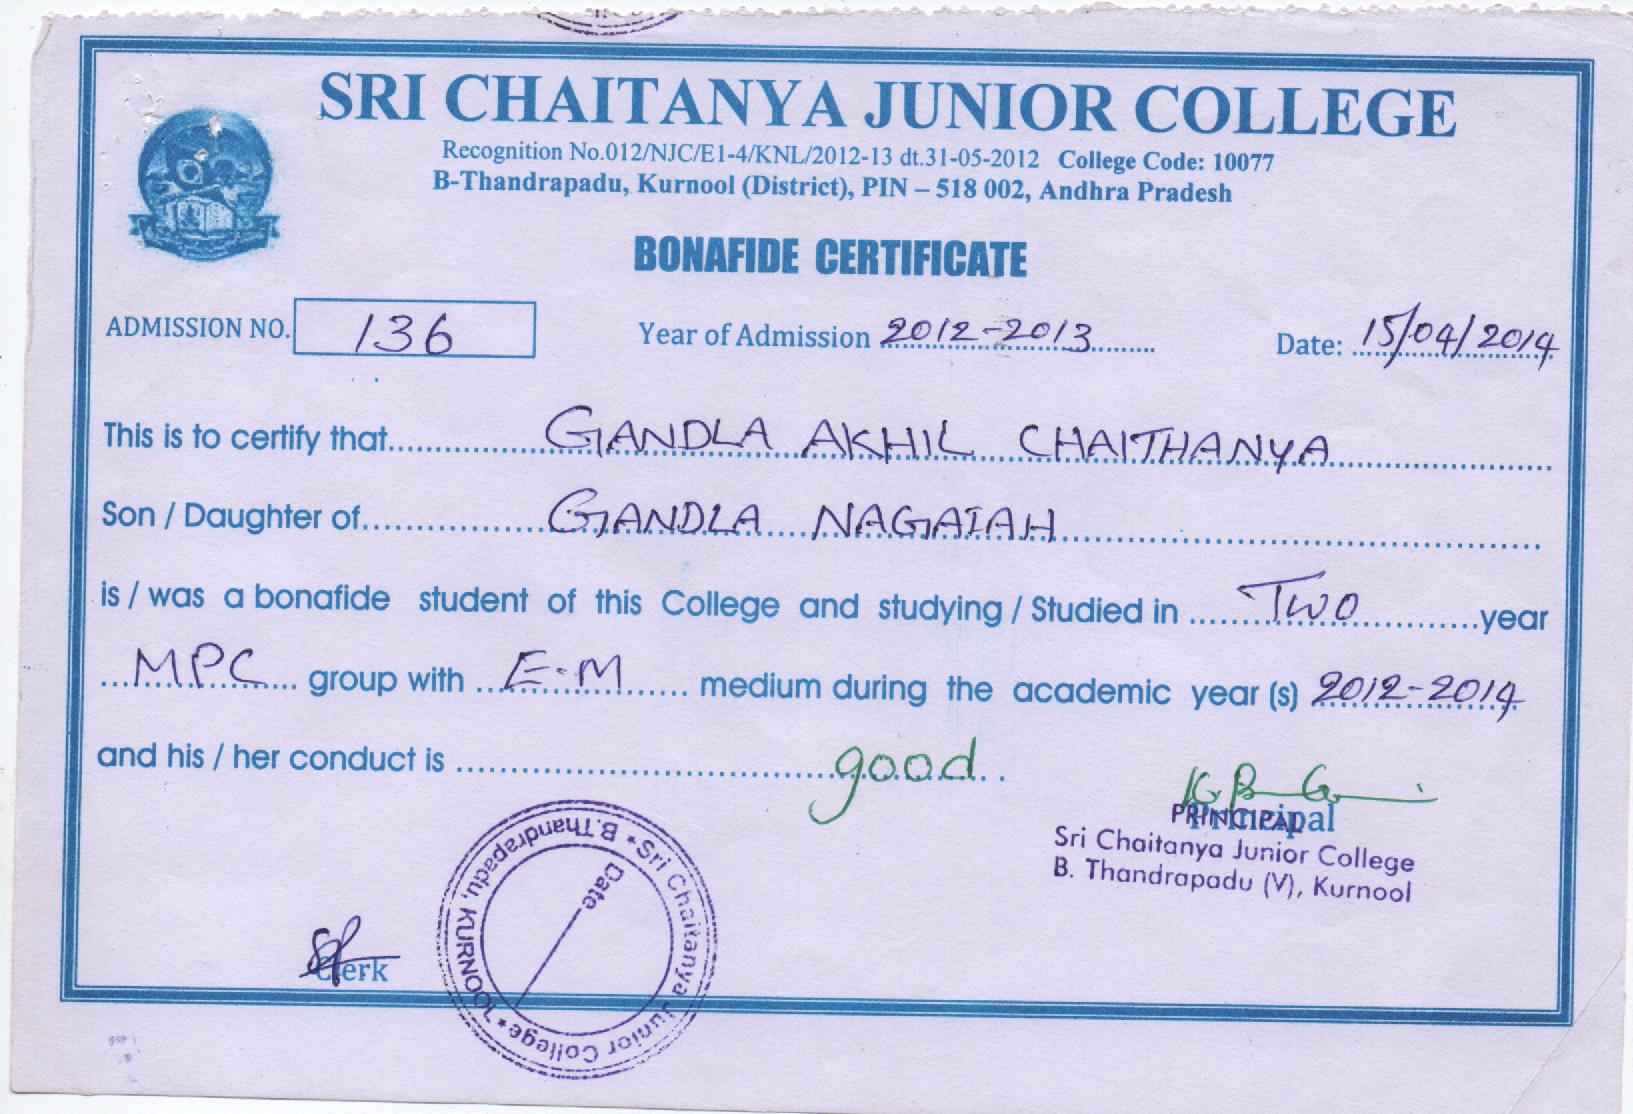 SRI CHAITANYA JUNIOR COLLEGE
Recognition No.012/NJC/E1-4/KNL/2012-13 dt.31-05-2012 College Code: 10077
B-Thandrapadu, Kurnool (District), PIN – 518 002, Andhra Pradesh
BONAFIDE CERTIFICATE
ADMISSION NO. 136 Year of Admission 2012-2013 Date: 15/04/2014
This is to certify that GANDLA AKHIL CHAITHANYA
Son / Daughter of GANDLA NAGAIAH
is / was a bonafide student of this College and studying / Studied in Two year
MPC group with E-M medium during the academic year (s) 2012-2014
and his / her conduct is good
Principal
PRINCIPAL
Sri Chaitanya Junior College
B. Thandrapadu (V), Kurnool
Sri Chaitanya Junior College * B.Thandrapadu, KURNOOL *
Date
Clerk